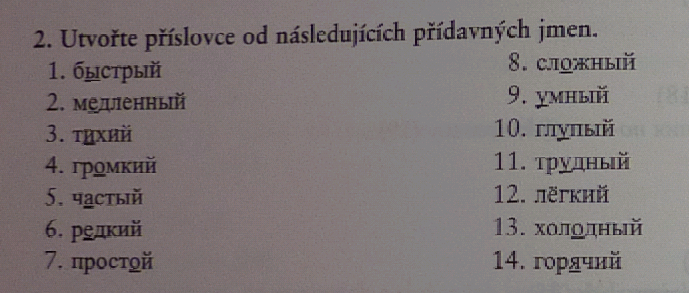 2. Utvořte příslovce od následujících přídavných jmen.
1. быстрый
2. медленный
3. тихий
4. громкий
5. частый
6. редкий
7. простой
8. сложный
9. умный
10. глупый
11. трудный
12. лёгкий
13. холодный
14. горячий